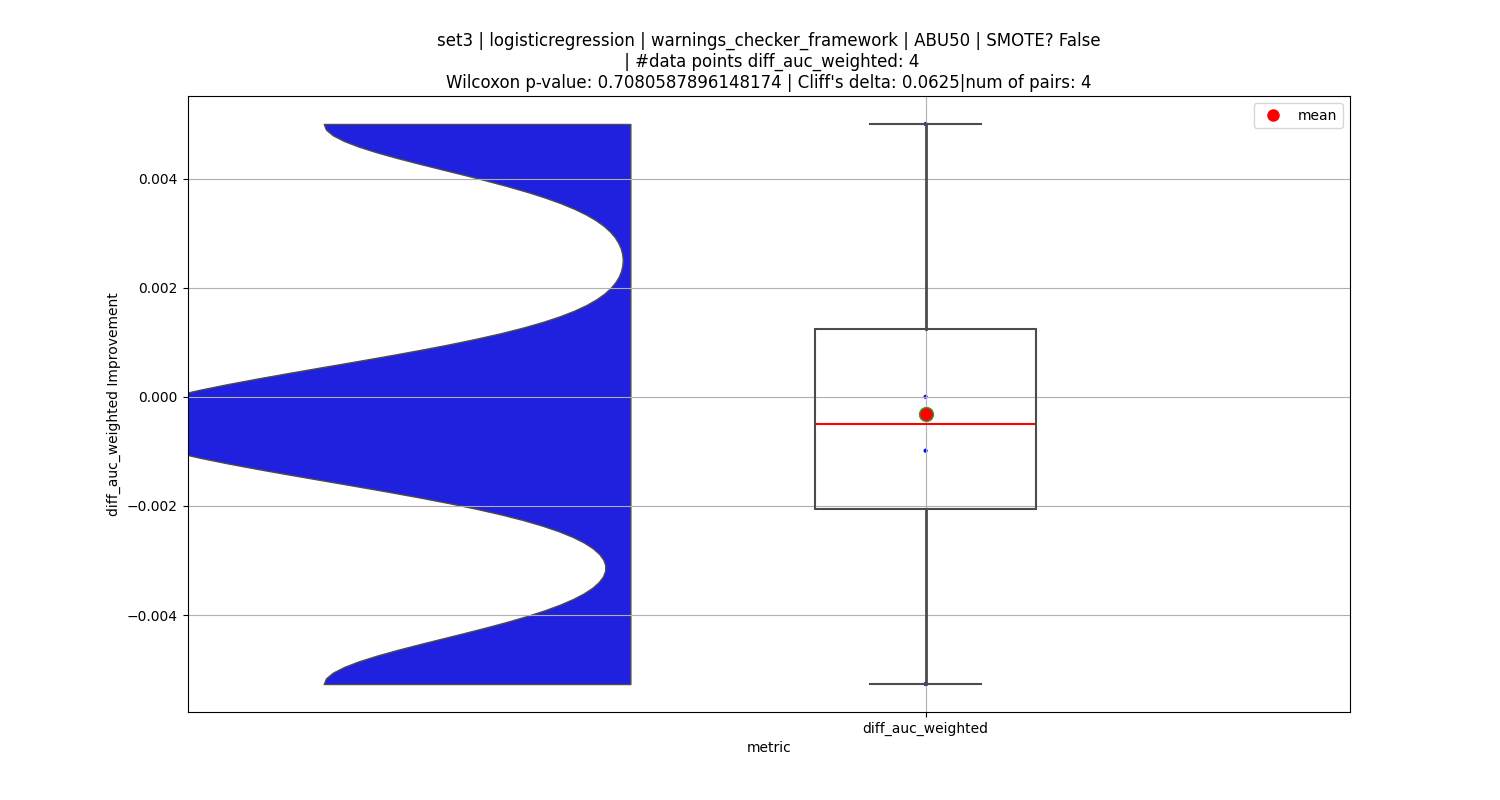 set3 | logisticregression | warnings_checker_framework | ABU50 | SMOTE? False
| #data points diff_auc_weighted: 4
Wilcoxon p-value: 0.7080587896148174 | Cliff's delta: 0.0625|num of pairs: 4
mean
0.004
0.002
0.000
−0.002
−0.004
diff_auc_weighted Improvement
diff_auc_weighted
metric